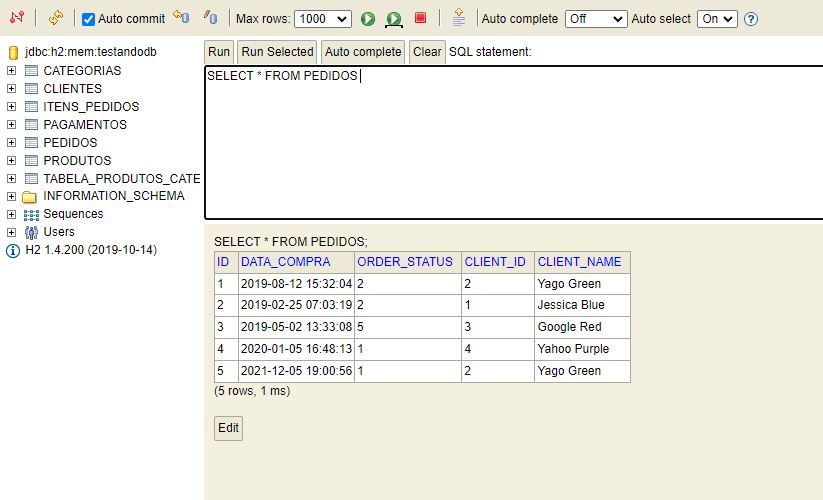 Auto commit Max rows: 1000 Auto complete Off Auto select On ?
jdbc:h2:mem:testandodb
CATEGORIAS
CLIENTES
ITENS_PEDIDOS
PAGAMENTOS
PEDIDOS
PRODUTOS
TABELA_PRODUTOS_CATE
INFORMATION_SCHEMA
Sequences
Users
H2 1.4.200 (2019-10-14)
Run Run Selected Auto complete Clear SQL statement:
SELECT * FROM PEDIDOS
SELECT * FROM PEDIDOS;
ID DATA_COMPRA ORDER_STATUS CLIENT_ID CLIENT_NAME
1 2019-08-12 15:32:04 2 2 Yago Green
2 2019-02-25 07:03:19 2 1 Jessica Blue
3 2019-05-02 13:33:08 5 3 Google Red
4 2020-01-05 16:48:13 1 4 Yahoo Purple
5 2021-12-05 19:00:56 1 2 Yago Green
(5 rows, 1 ms)
Edit